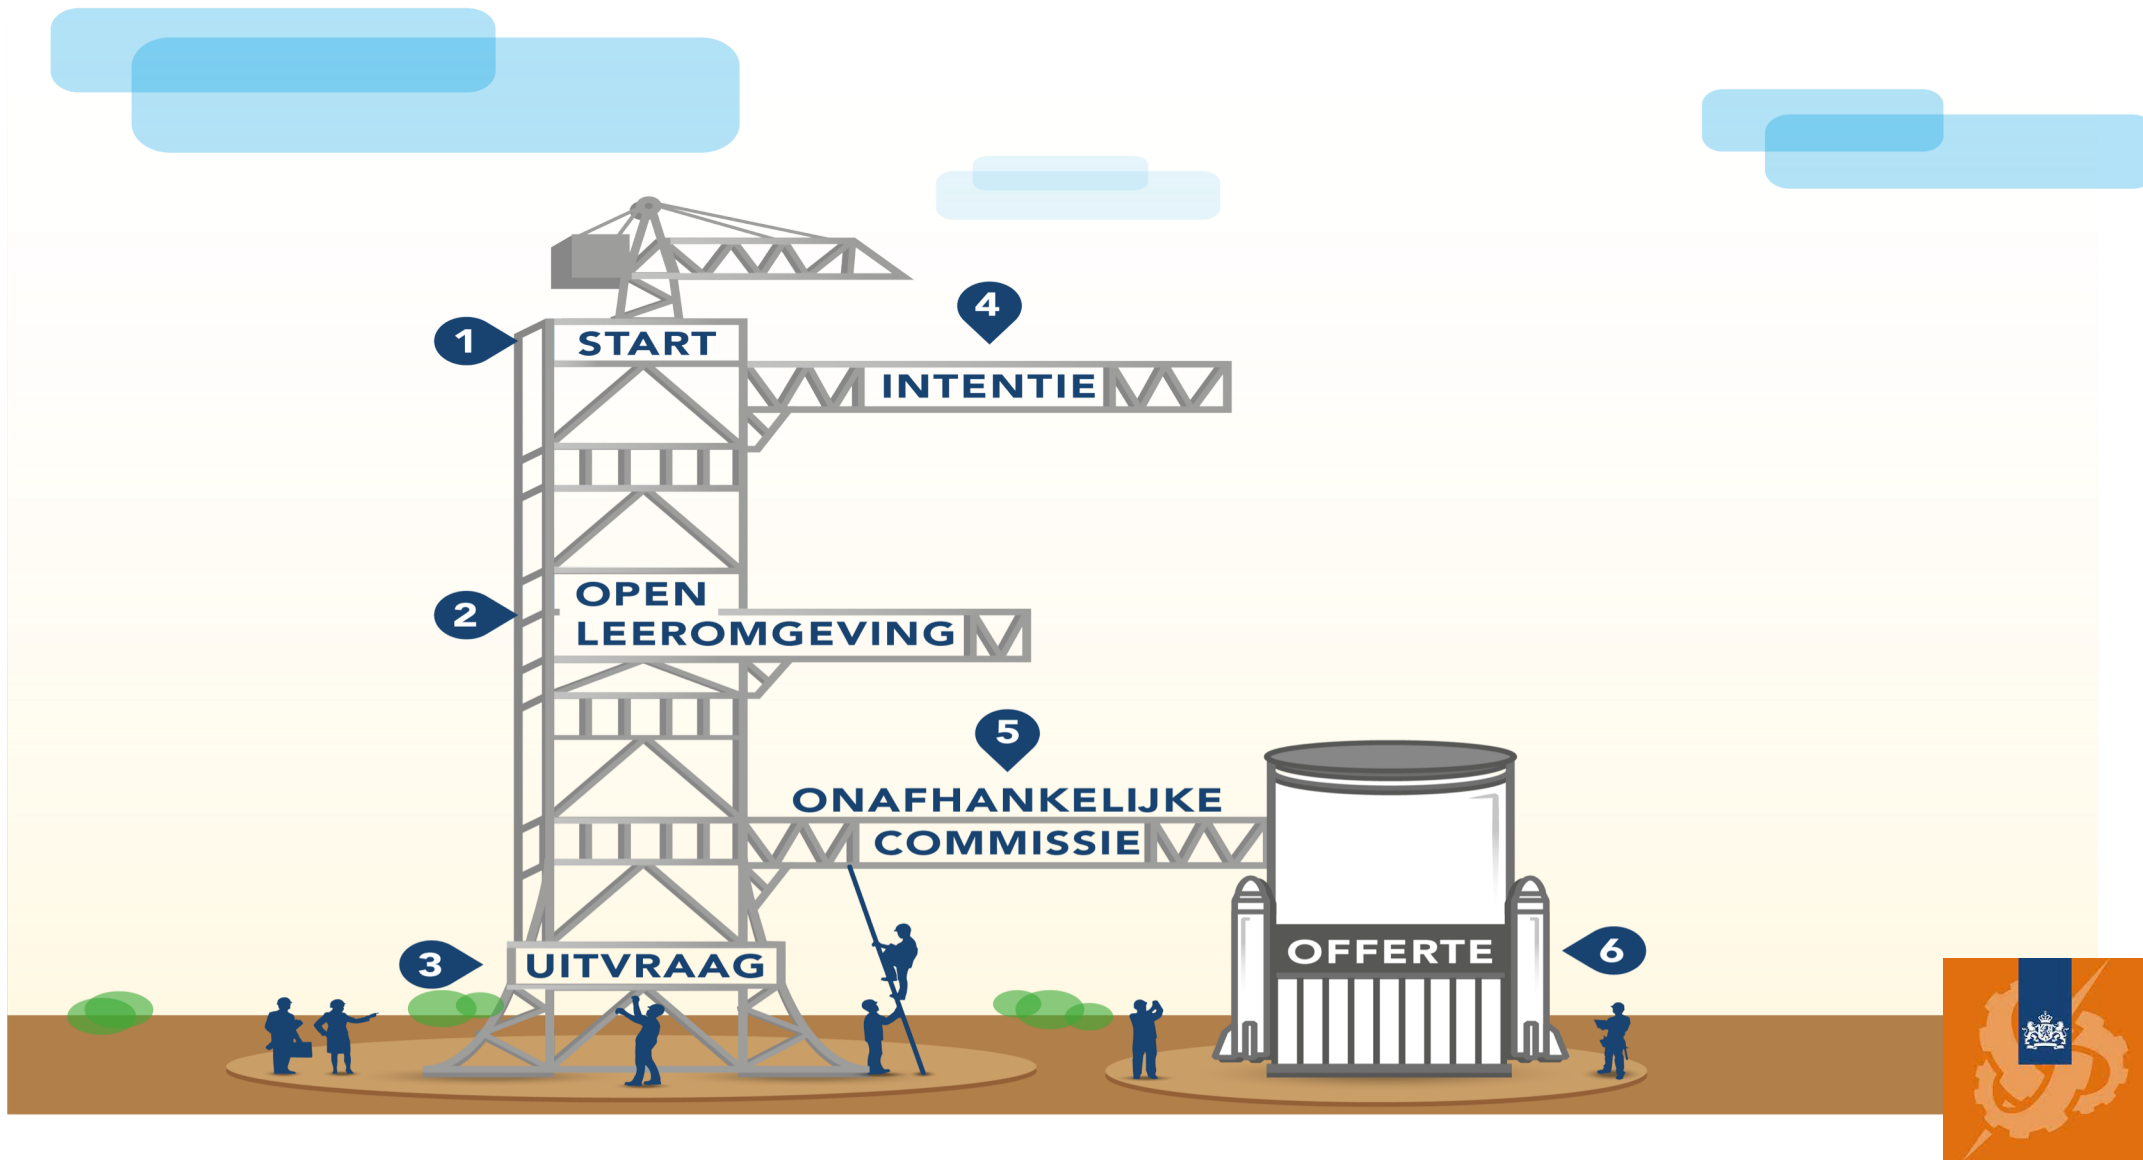 1
START
4
INTENTIE
2
OPEN
LEEROMGEVING
5
ONAFHANKELIJKE
COMMISSIE
3
UITVRAAG
OFFERTE
6